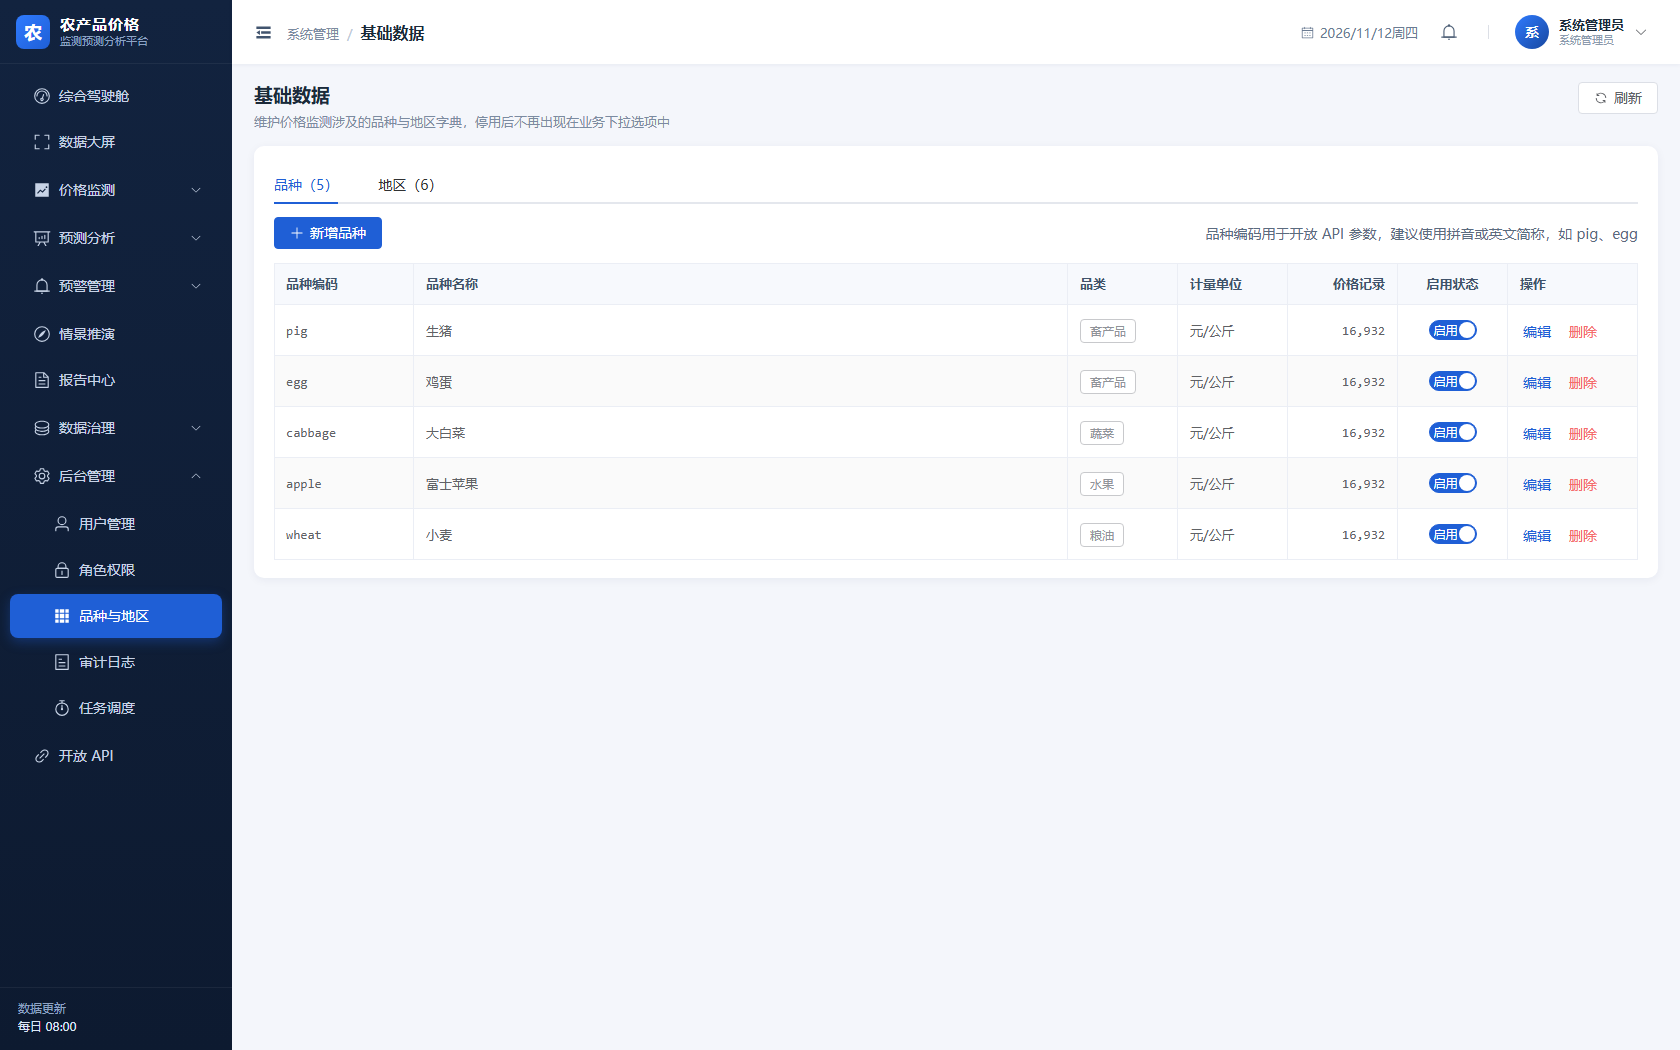 农
农产品价格
监测预测分析平台
综合驾驶舱
数据大屏
价格监测
预测分析
预警管理
情景推演
报告中心
数据治理
后台管理
用户管理
角色权限
品种与地区
审计日志
任务调度
开放 API
数据更新
每日 08:00
系统管理 / 基础数据
2026/11/12周四
系
系统管理员
系统管理员
基础数据
维护价格监测涉及的品种与地区字典，停用后不再出现在业务下拉选项中
刷新
品种（5） 地区（6）
新增品种
品种编码用于开放 API 参数，建议使用拼音或英文简称，如 pig、egg
品种编码 品种名称 品类 计量单位 价格记录 启用状态 操作
pig 生猪 畜产品 元/公斤 16,932 启用 编辑 删除
egg 鸡蛋 畜产品 元/公斤 16,932 启用 编辑 删除
cabbage 大白菜 蔬菜 元/公斤 16,932 启用 编辑 删除
apple 富士苹果 水果 元/公斤 16,932 启用 编辑 删除
wheat 小麦 粮油 元/公斤 16,932 启用 编辑 删除